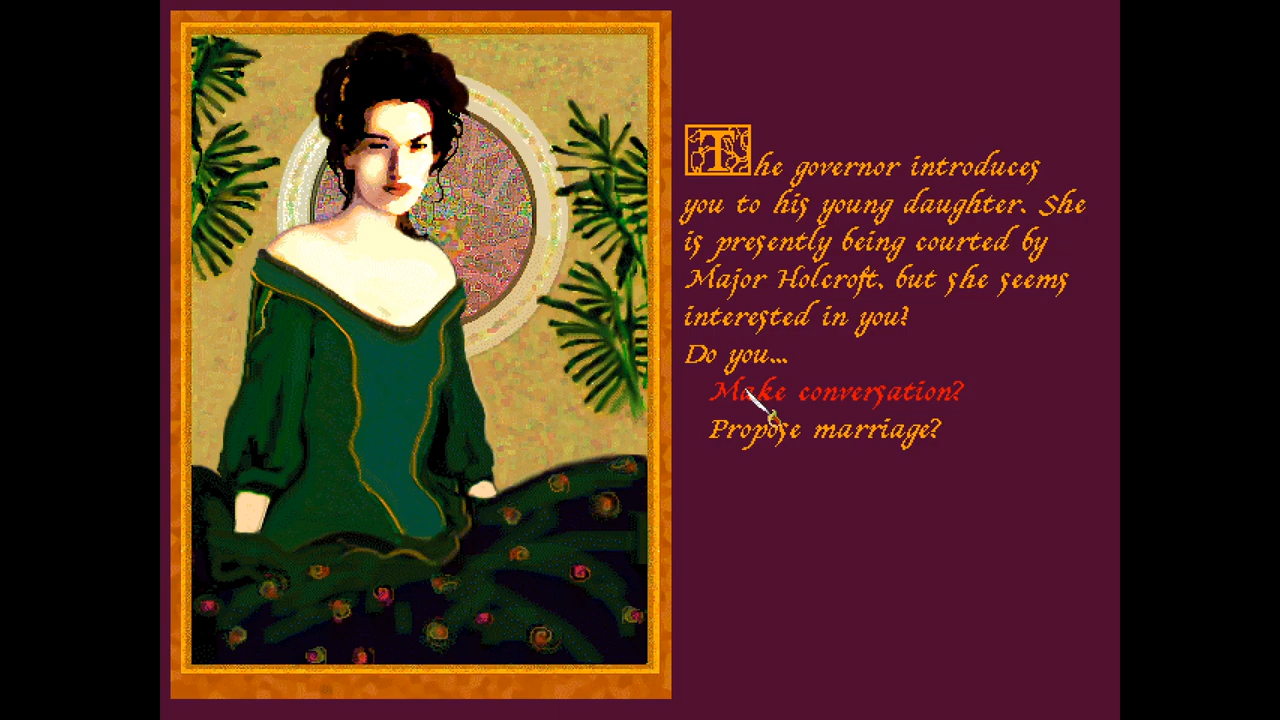 The governor introduces
you to his young daughter. She
is presently being courted by
Major Holcroft, but she seems
interested in you?
Do you...
Make conversation?
Propose marriage?